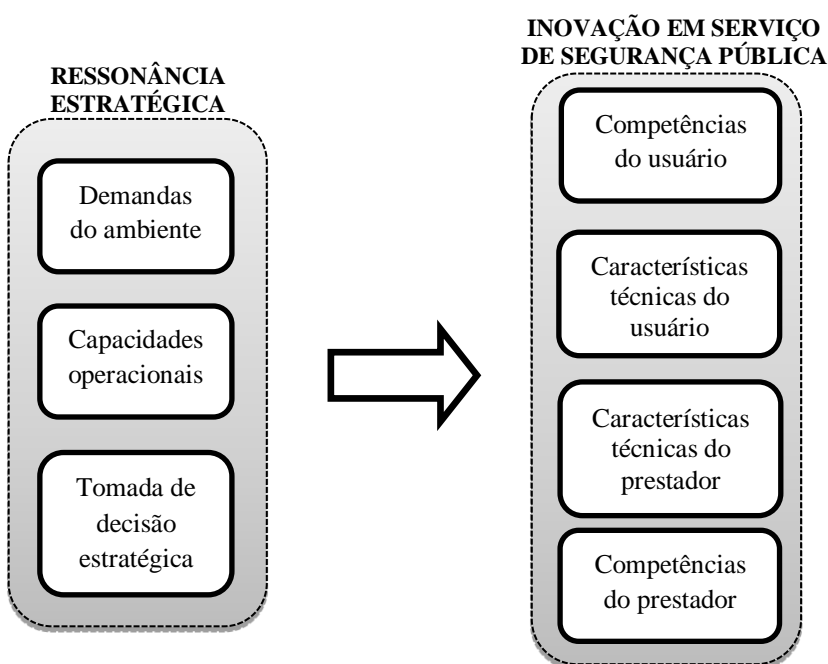 RESSONÂNCIA
ESTRATÉGICA
Demandas
do ambiente
Capacidades
operacionais
Tomada de
decisão
estratégica
INOVAÇÃO EM SERVIÇO
DE SEGURANÇA PÚBLICA
Competências
do usuário
Características
técnicas do
usuário
Características
técnicas do
prestador
Competências
do prestador